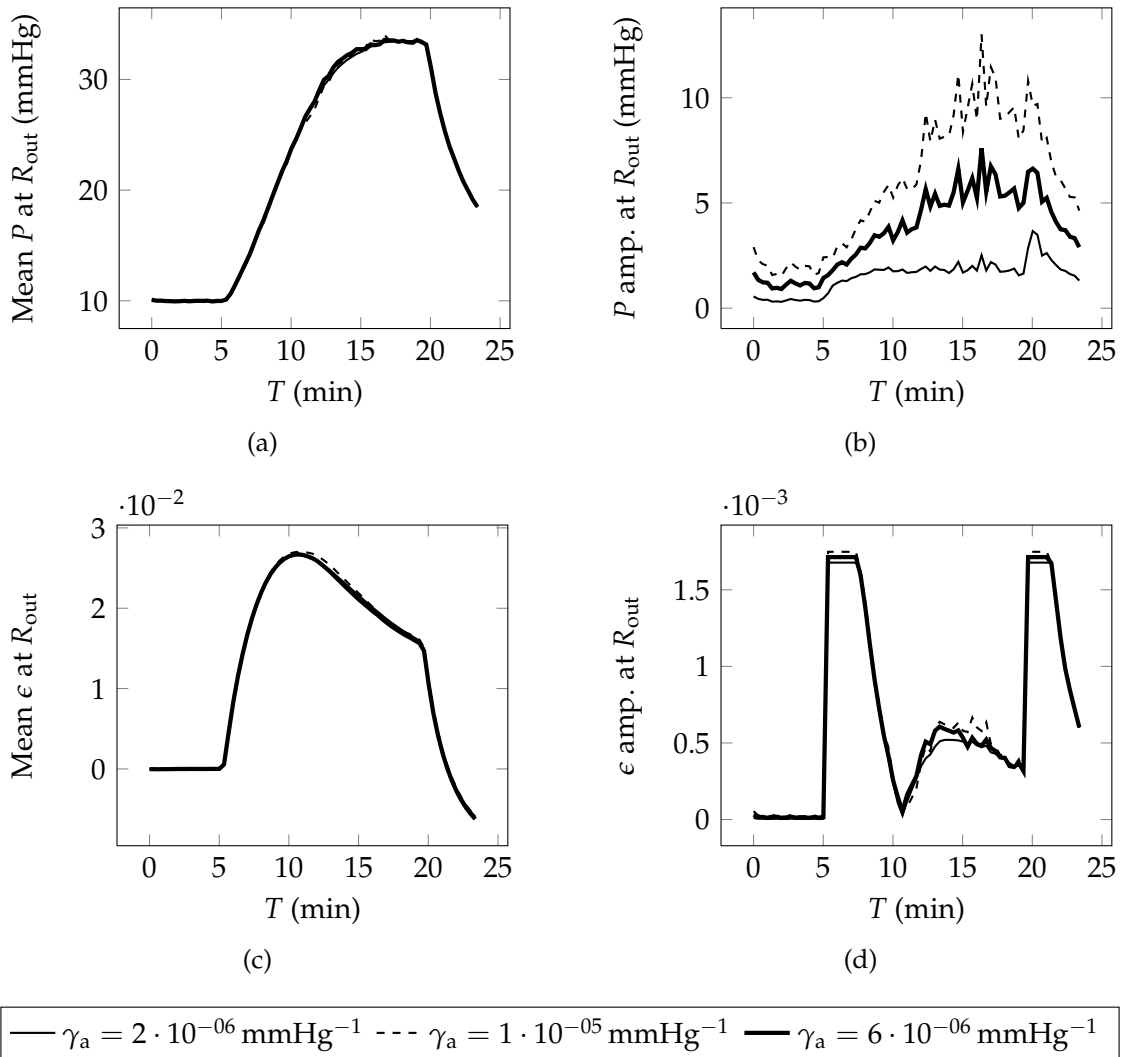 Mean P at R_out (mmHg)
30
20
10
0 5 10 15 20 25
T (min)
(a)
P amp. at R_out (mmHg)
10
5
0
0 5 10 15 20 25
T (min)
(b)
·10⁻²
Mean ϵ at R_out
3
2
1
0
0 5 10 15 20 25
T (min)
(c)
·10⁻³
ϵ amp. at R_out
1.5
1
0.5
0
0 5 10 15 20 25
T (min)
(d)
γ_a = 2 · 10⁻⁰⁶ mmHg⁻¹ γ_a = 1 · 10⁻⁰⁵ mmHg⁻¹ γ_a = 6 · 10⁻⁰⁶ mmHg⁻¹